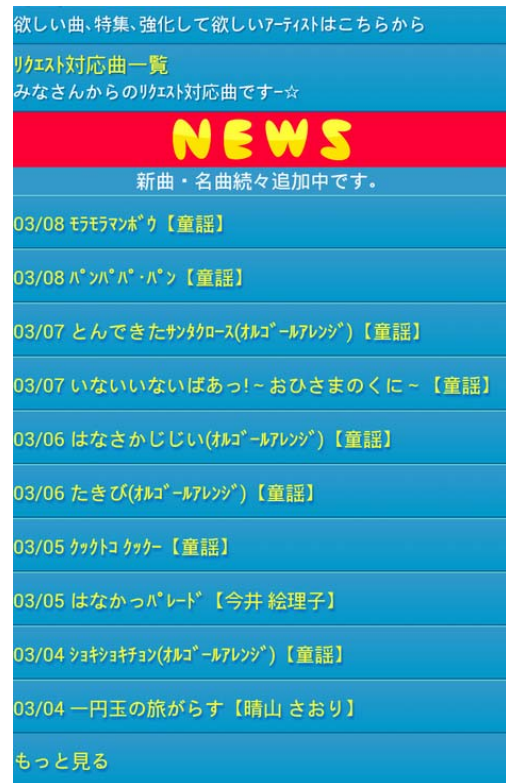 欲しい曲､特集､強化して欲しいｱｰﾃｨｽﾄはこちらから
ﾘｸｴｽﾄ対応曲一覧
みなさんからのﾘｸｴｽﾄ対応曲ですｰ☆
NEWS
新曲・名曲続々追加中です。
03/08 ﾓﾗﾓﾗﾏﾝﾎﾞｳ【童謡】
03/08 ﾊﾟﾝﾊﾟﾊﾟ･ﾊﾟﾝ【童謡】
03/07 とんできたｻﾝﾀｸﾛｰｽ(ｵﾙｺﾞｰﾙｱﾚﾝｼﾞ)【童謡】
03/07 いないいないばあっ!~おひさまのくに~【童謡】
03/06 はなさかじじい(ｵﾙｺﾞｰﾙｱﾚﾝｼﾞ)【童謡】
03/06 たきび(ｵﾙｺﾞｰﾙｱﾚﾝｼﾞ)【童謡】
03/05 ｸｯｸﾄｺ ｸｯｸｰ【童謡】
03/05 はなかっﾊﾟﾚｰﾄﾞ【今井 絵理子】
03/04 ｼｮｷｼｮｷﾁｮﾝ(ｵﾙｺﾞｰﾙｱﾚﾝｼﾞ)【童謡】
03/04 一円玉の旅がらす【晴山 さおり】
もっと見る